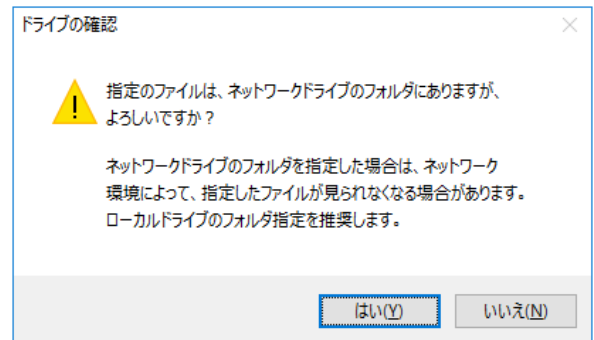 ドライブの確認
指定のファイルは、ネットワークドライブのフォルダにありますが、
よろしいですか？
ネットワークドライブのフォルダを指定した場合は、ネットワーク
環境によって、指定したファイルが見られなくなる場合があります。
ローカルドライブのフォルダ指定を推奨します。
はい(Y) いいえ(N)